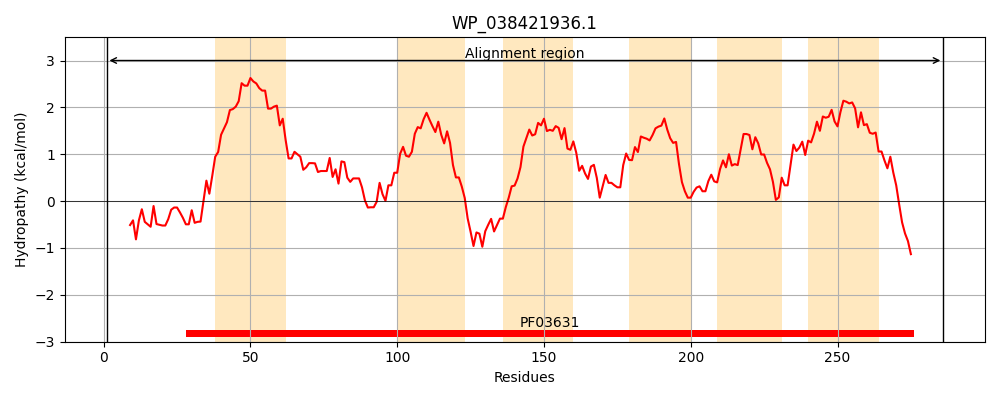 WP_038421936.1
Alignment region
3
2
1
0
−1
−2
−3
Hydropathy (kcal/mol)
PF03631
0 50 100 150 200 250
Residues